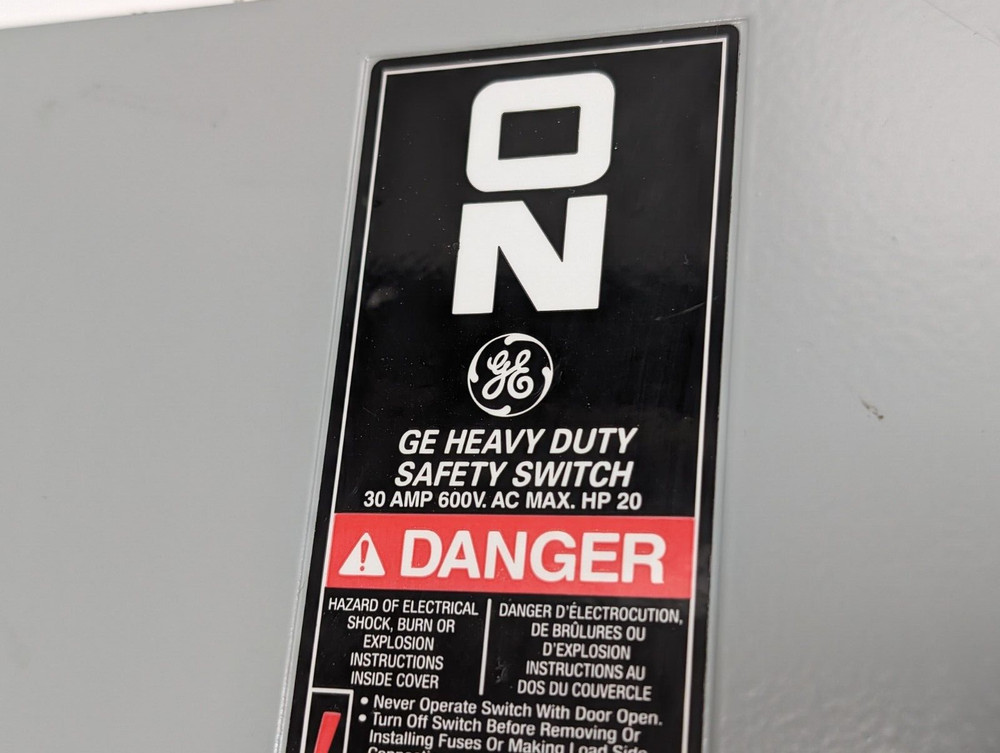 ON
GE
GE HEAVY DUTY
SAFETY SWITCH
30 AMP 600V. AC MAX. HP 20
DANGER
HAZARD OF ELECTRICAL
SHOCK, BURN OR
EXPLOSION
INSTRUCTIONS
INSIDE COVER
DANGER D'ÉLECTROCUTION,
DE BRÛLURES OU
D'EXPLOSION
INSTRUCTIONS AU
DOS DU COUVERCLE
• Never Operate Switch With Door Open.
• Turn Off Switch Before Removing Or
Installing Fuses Or Making Load Side